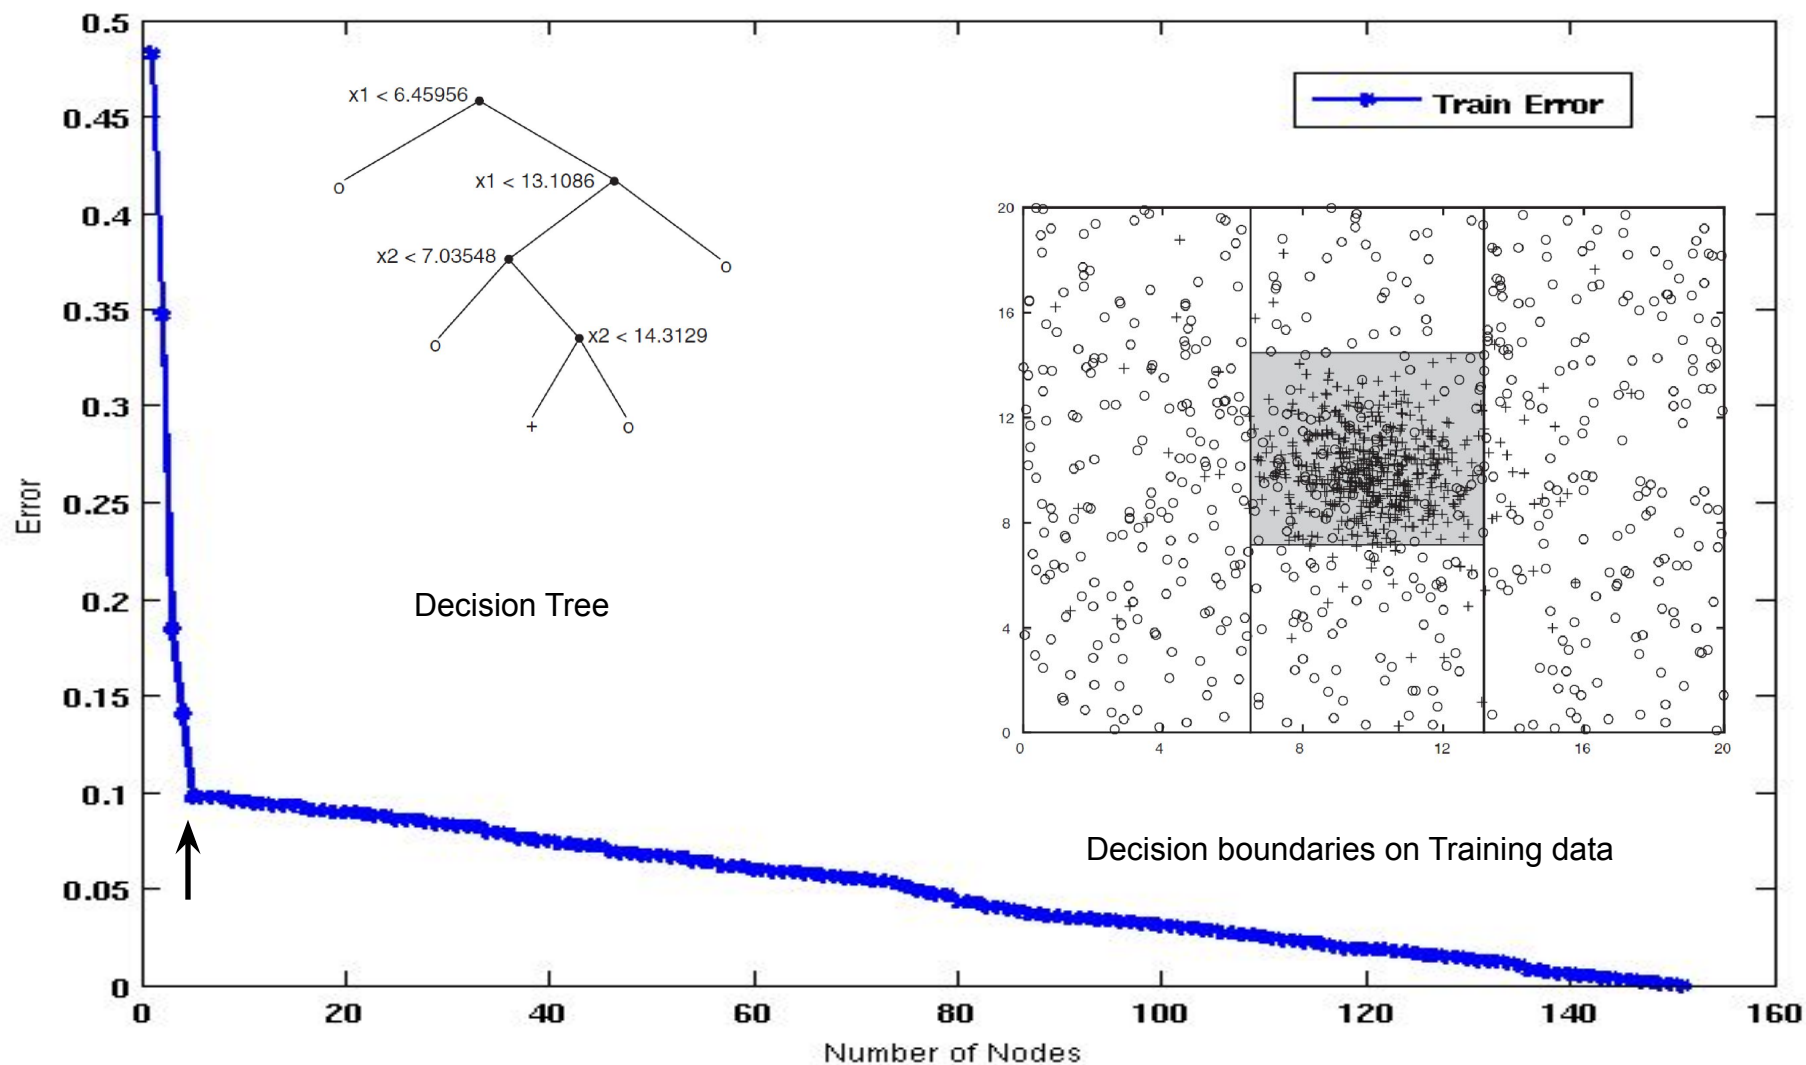 0.5
0.45
0.4
0.35
0.3
0.25
0.2
0.15
0.1
0.05
0
Error
x1 < 6.45956
o
x1 < 13.1086
x2 < 7.03548
o
o
x2 < 14.3129
+
o
Decision Tree
Train Error
20
16
12
8
4
0
0 4 8 12 16 20
Decision boundaries on Training data
0 20 40 60 80 100 120 140 160
Number of Nodes